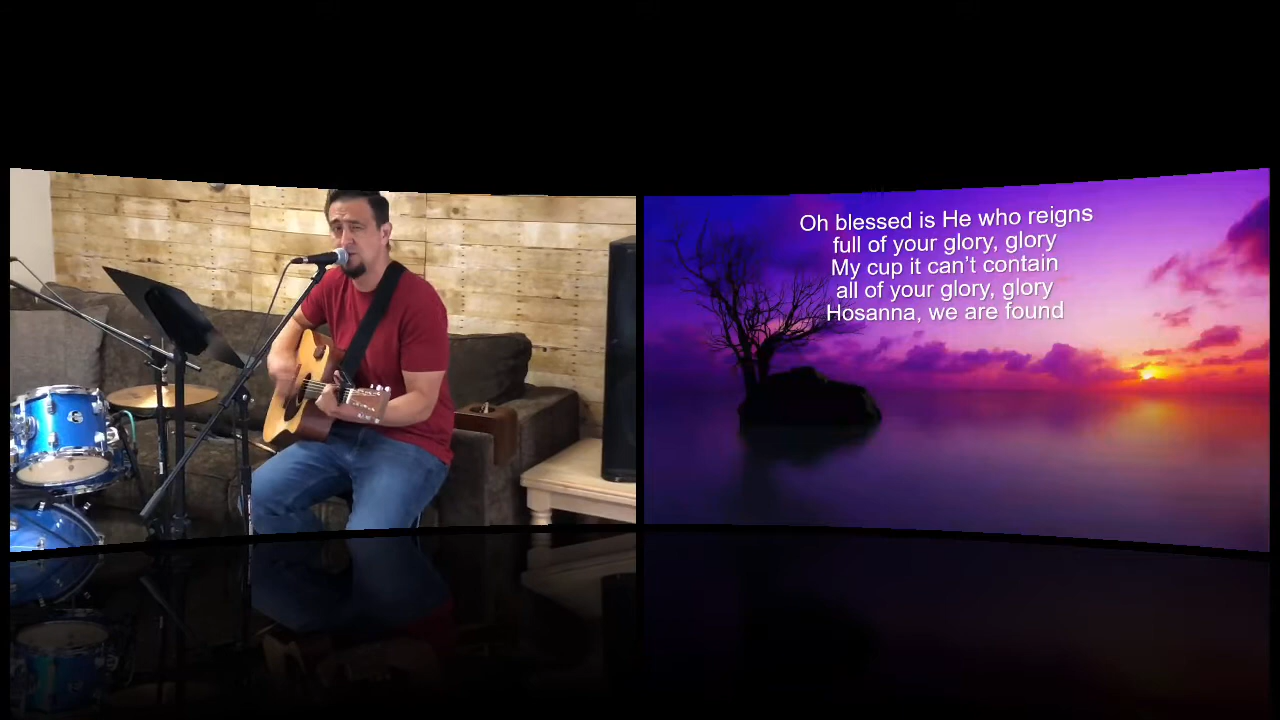 Oh blessed is He who reigns
full of your glory, glory
My cup it can't contain
all of your glory, glory
Hosanna, we are found